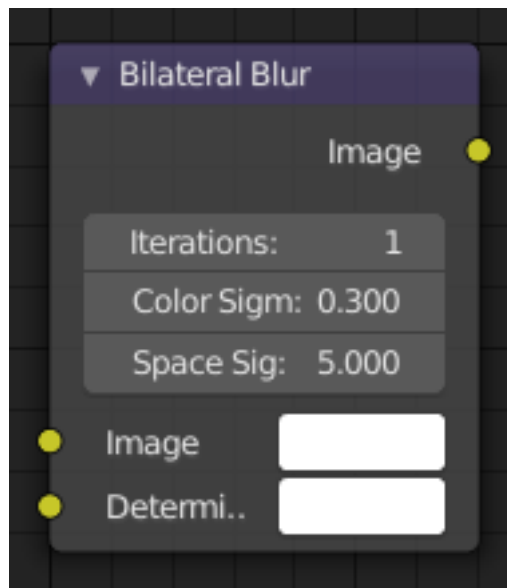 Bilateral Blur
Image
Iterations: 1
Color Sigm: 0.300
Space Sig: 5.000
Image
Determi..